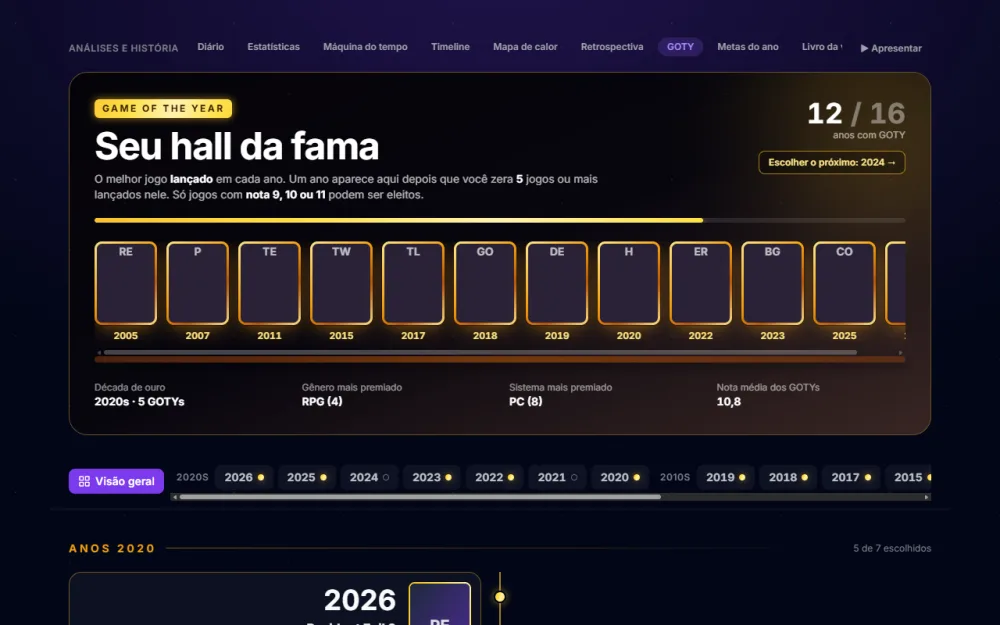 ANÁLISES E HISTÓRIA Diário Estatísticas Máquina do tempo Timeline Mapa de calor Retrospectiva GOTY Metas do ano Livro da ▶ Apresentar
GAME OF THE YEAR
Seu hall da fama
12 / 16
anos com GOTY
Escolher o próximo: 2024 →
O melhor jogo lançado em cada ano. Um ano aparece aqui depois que você zera 5 jogos ou mais
lançados nele. Só jogos com nota 9, 10 ou 11 podem ser eleitos.
RE P TE TW TL GO DE H ER BG CO
2005 2007 2011 2015 2017 2018 2019 2020 2022 2023 2025
Década de ouro Gênero mais premiado Sistema mais premiado Nota média dos GOTYs
2020s · 5 GOTYs RPG (4) PC (8) 10,8
Visão geral 2020S 2026 2025 2024 2023 2022 2021 2020 2010S 2019 2018 2017 2015
ANOS 2020 5 de 7 escolhidos
2026
RE